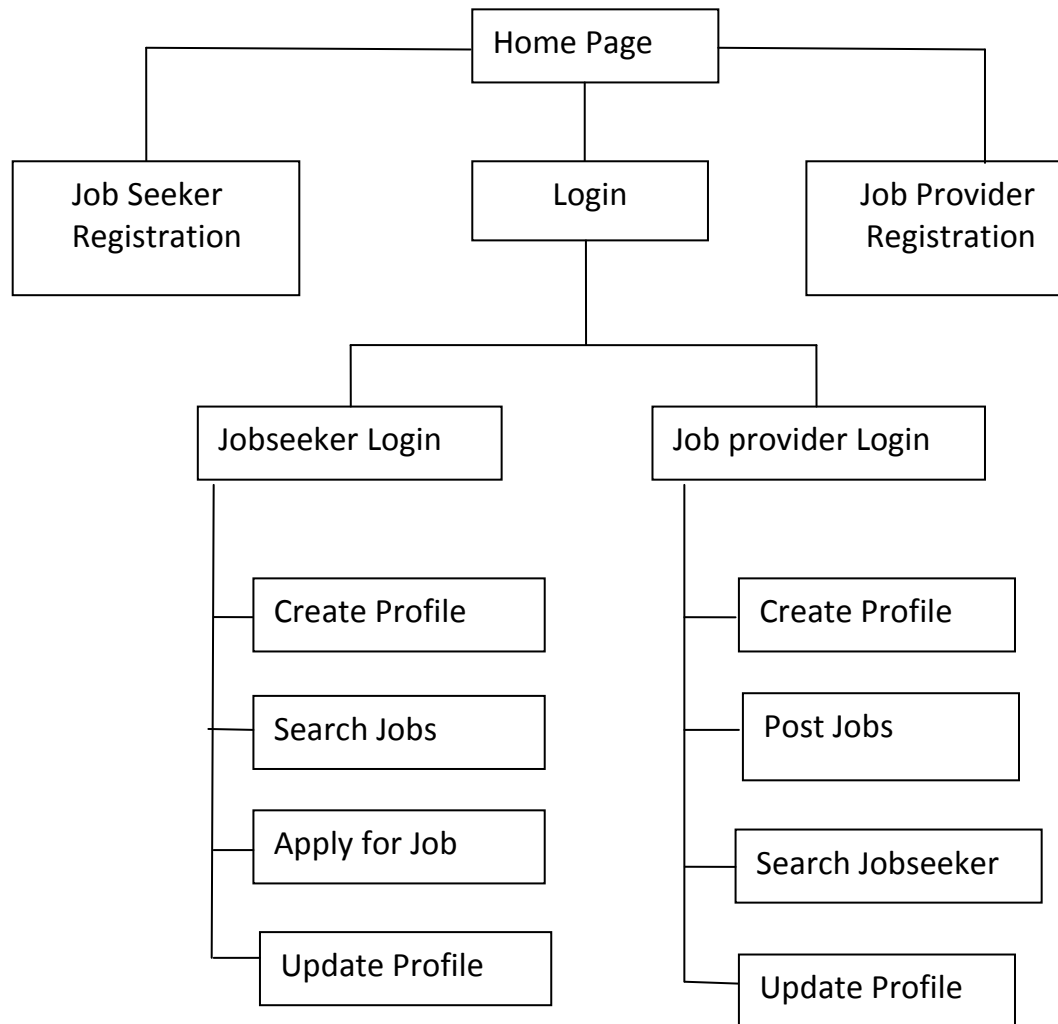 Home Page
Job Seeker
Registration
Login
Job Provider
Registration
Jobseeker Login
Job provider Login
Create Profile
Search Jobs
Apply for Job
Update Profile
Create Profile
Post Jobs
Search Jobseeker
Update Profile